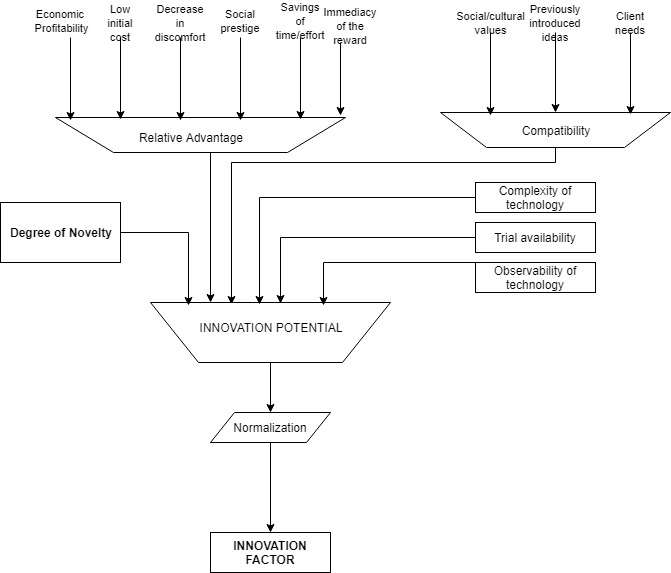 Economic
Profitability
Low
initial
cost
Decrease
in
discomfort
Social
prestige
Savings
of
time/effort
Immediacy
of the
reward
Social/cultural
values
Previously
introduced
ideas
Client
needs
Relative Advantage
Compatibility
Complexity of
technology
Degree of Novelty
Trial availability
Observability of
technology
INNOVATION POTENTIAL
Normalization
INNOVATION
FACTOR